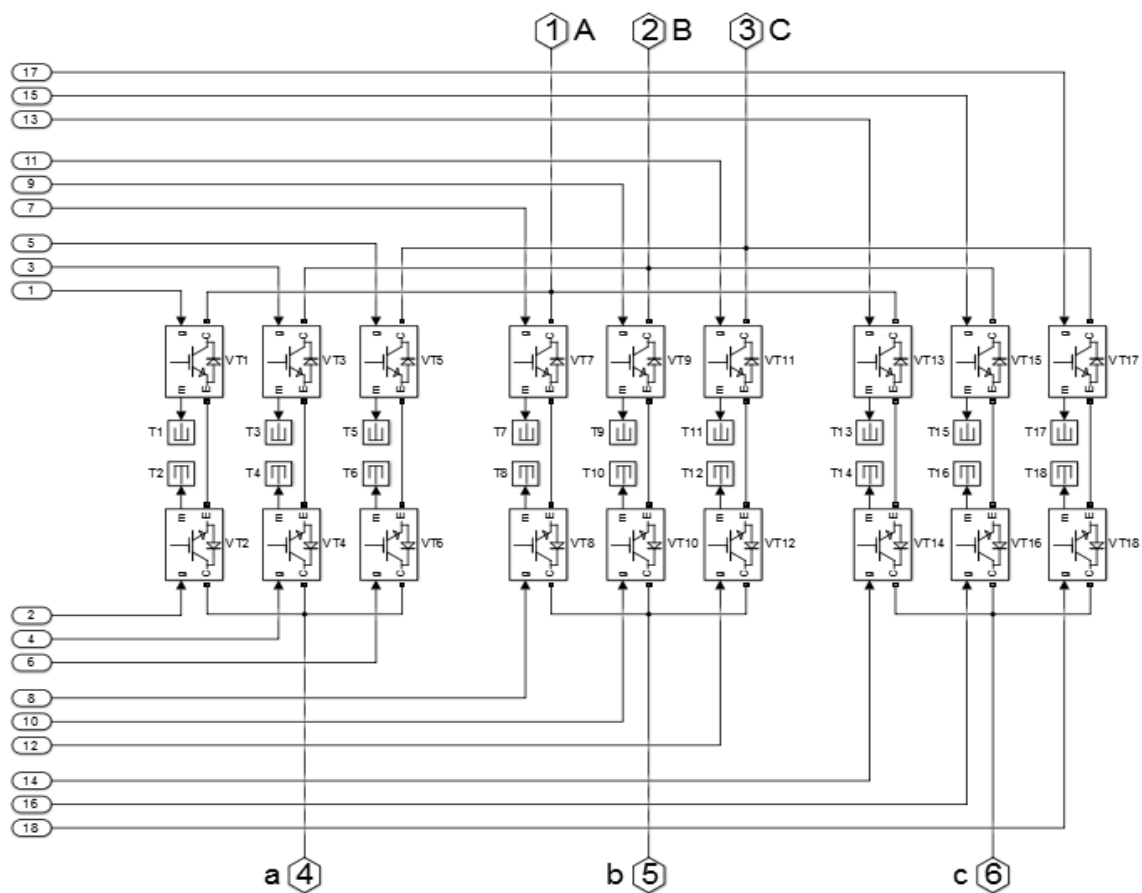 1 A 2 B 3 C
17
15
13
11
9
7
5
3
1
g C g C g C g C g C g C g C g C g C
VT1 VT3 VT5 VT7 VT9 VT11 VT13 VT15 VT17
m E m E m E m E m E m E m E m E m E
T1 T3 T5 T7 T9 T11 T13 T15 T17
T2 T4 T6 T8 T10 T12 T14 T16 T18
m E m E m E m E m E m E m E m E m E
VT2 VT4 VT6 VT8 VT10 VT12 VT14 VT16 VT18
g C g C g C g C g C g C g C g C g C
2
4
6
8
10
12
14
16
18
a 4 b 5 c 6